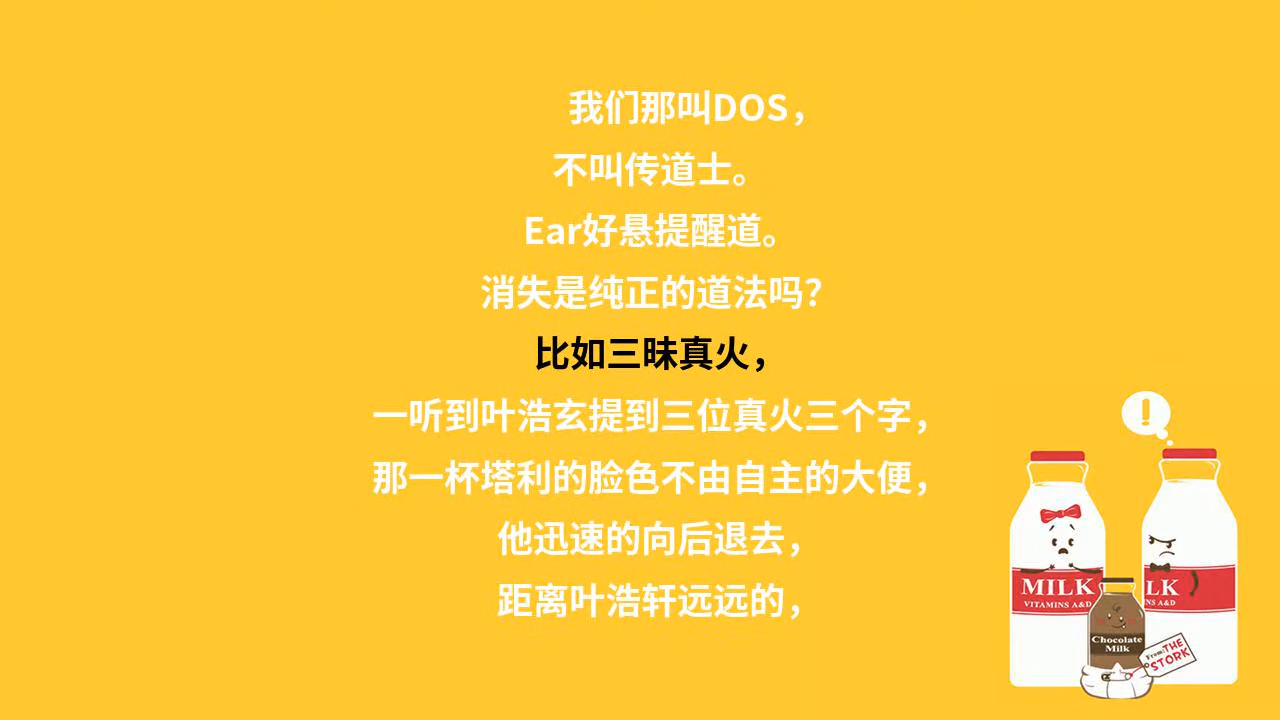 我们那叫DOS，
不叫传道士。
Ear好悬提醒道。
消失是纯正的道法吗？
比如三昧真火，
一听到叶浩玄提到三位真火三个字，
那一杯塔利的脸色不由自主的大便，
他迅速的向后退去，
距离叶浩轩远远的，
!
MILK
VITAMINS A&D
LK
NS A&D
Chocolate
Milk
From: THE
STORK